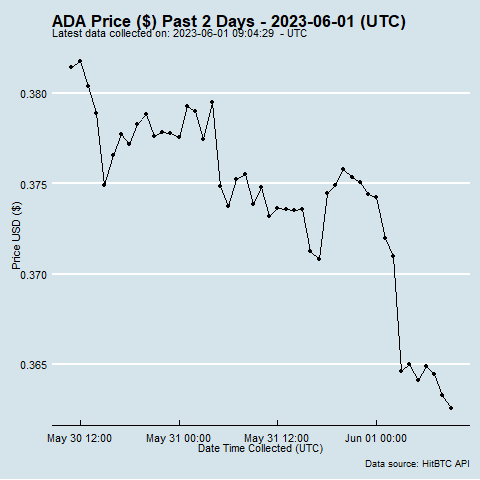 ADA Price ($) Past 2 Days - 2023-06-01 (UTC)
Latest data collected on: 2023-06-01 09:04:29 - UTC
0.380
0.375
0.370
0.365
Price USD ($)
May 30 12:00 May 31 00:00 May 31 12:00 Jun 01 00:00
Date Time Collected (UTC)
Data source: HitBTC API